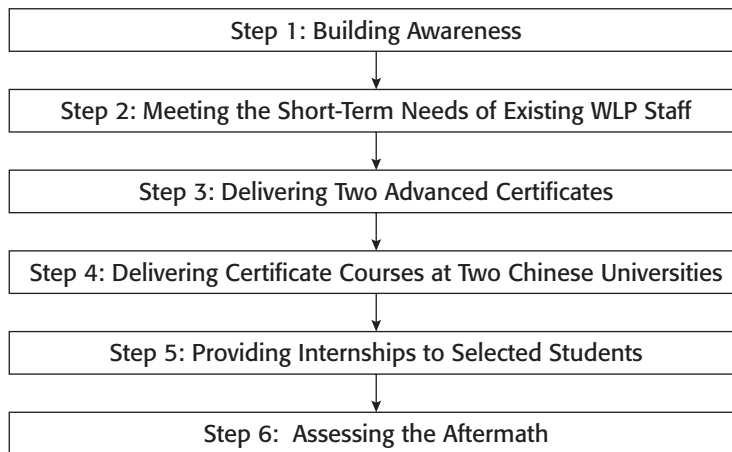 Step 1: Building Awareness
Step 2: Meeting the Short-Term Needs of Existing WLP Staff
Step 3: Delivering Two Advanced Certificates
Step 4: Delivering Certificate Courses at Two Chinese Universities
Step 5: Providing Internships to Selected Students
Step 6: Assessing the Aftermath